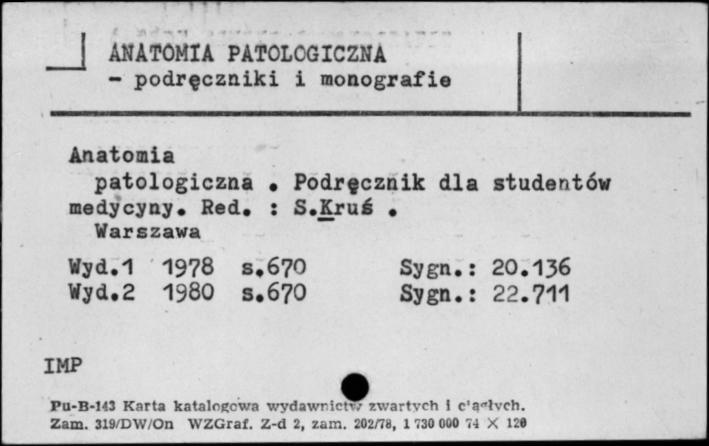 ANATOMIA PATOLOGICZNA
- podręczniki i monografie
Anatomia
patologiczna . Podręcznik dla studentów
medycyny. Red. : S.Kruś .
Warszawa
Wyd.1 1978 s.670 Sygn.: 20.136
Wyd.2 1980 s.670 Sygn.: 22.711
IMP
Pu-B-143 Karta katalogowa wydawnictw zwartych i c'ągłych.
Zam. 319/DW/On WZGraf. Z-d 2, zam. 202/78, 1 730 000 74 X 120